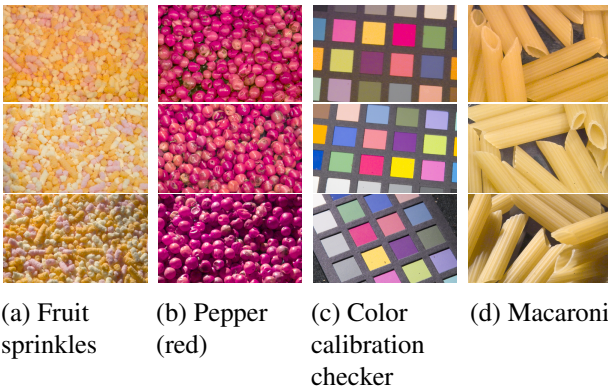 (a) Fruit
sprinkles
(b) Pepper
(red)
(c) Color
calibration
checker
(d) Macaroni